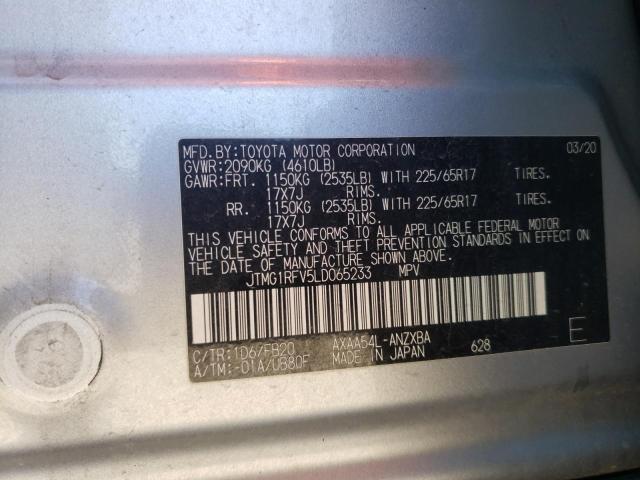 MFD.BY:TOYOTA MOTOR CORPORATION 03/20
GVWR:2090KG (4610LB)
GAWR:FRT. 1150KG (2535LB) WITH 225/65R17 TIRES.
17X7J RIMS.
RR. 1150KG (2535LB) WITH 225/65R17 TIRES.
17X7J RIMS.
THIS VEHICLE CONFORMS TO ALL APPLICABLE FEDERAL MOTOR
VEHICLE SAFETY AND THEFT PREVENTION STANDARDS IN EFFECT ON
THE DATE OF MANUFACTURE SHOWN ABOVE.
JTMG1RFV5LD065233 MPV
C/TR:1D6/FB20 AXAA54L-ANZXBA
A/TM:-01A/UB80F MADE IN JAPAN 628 E